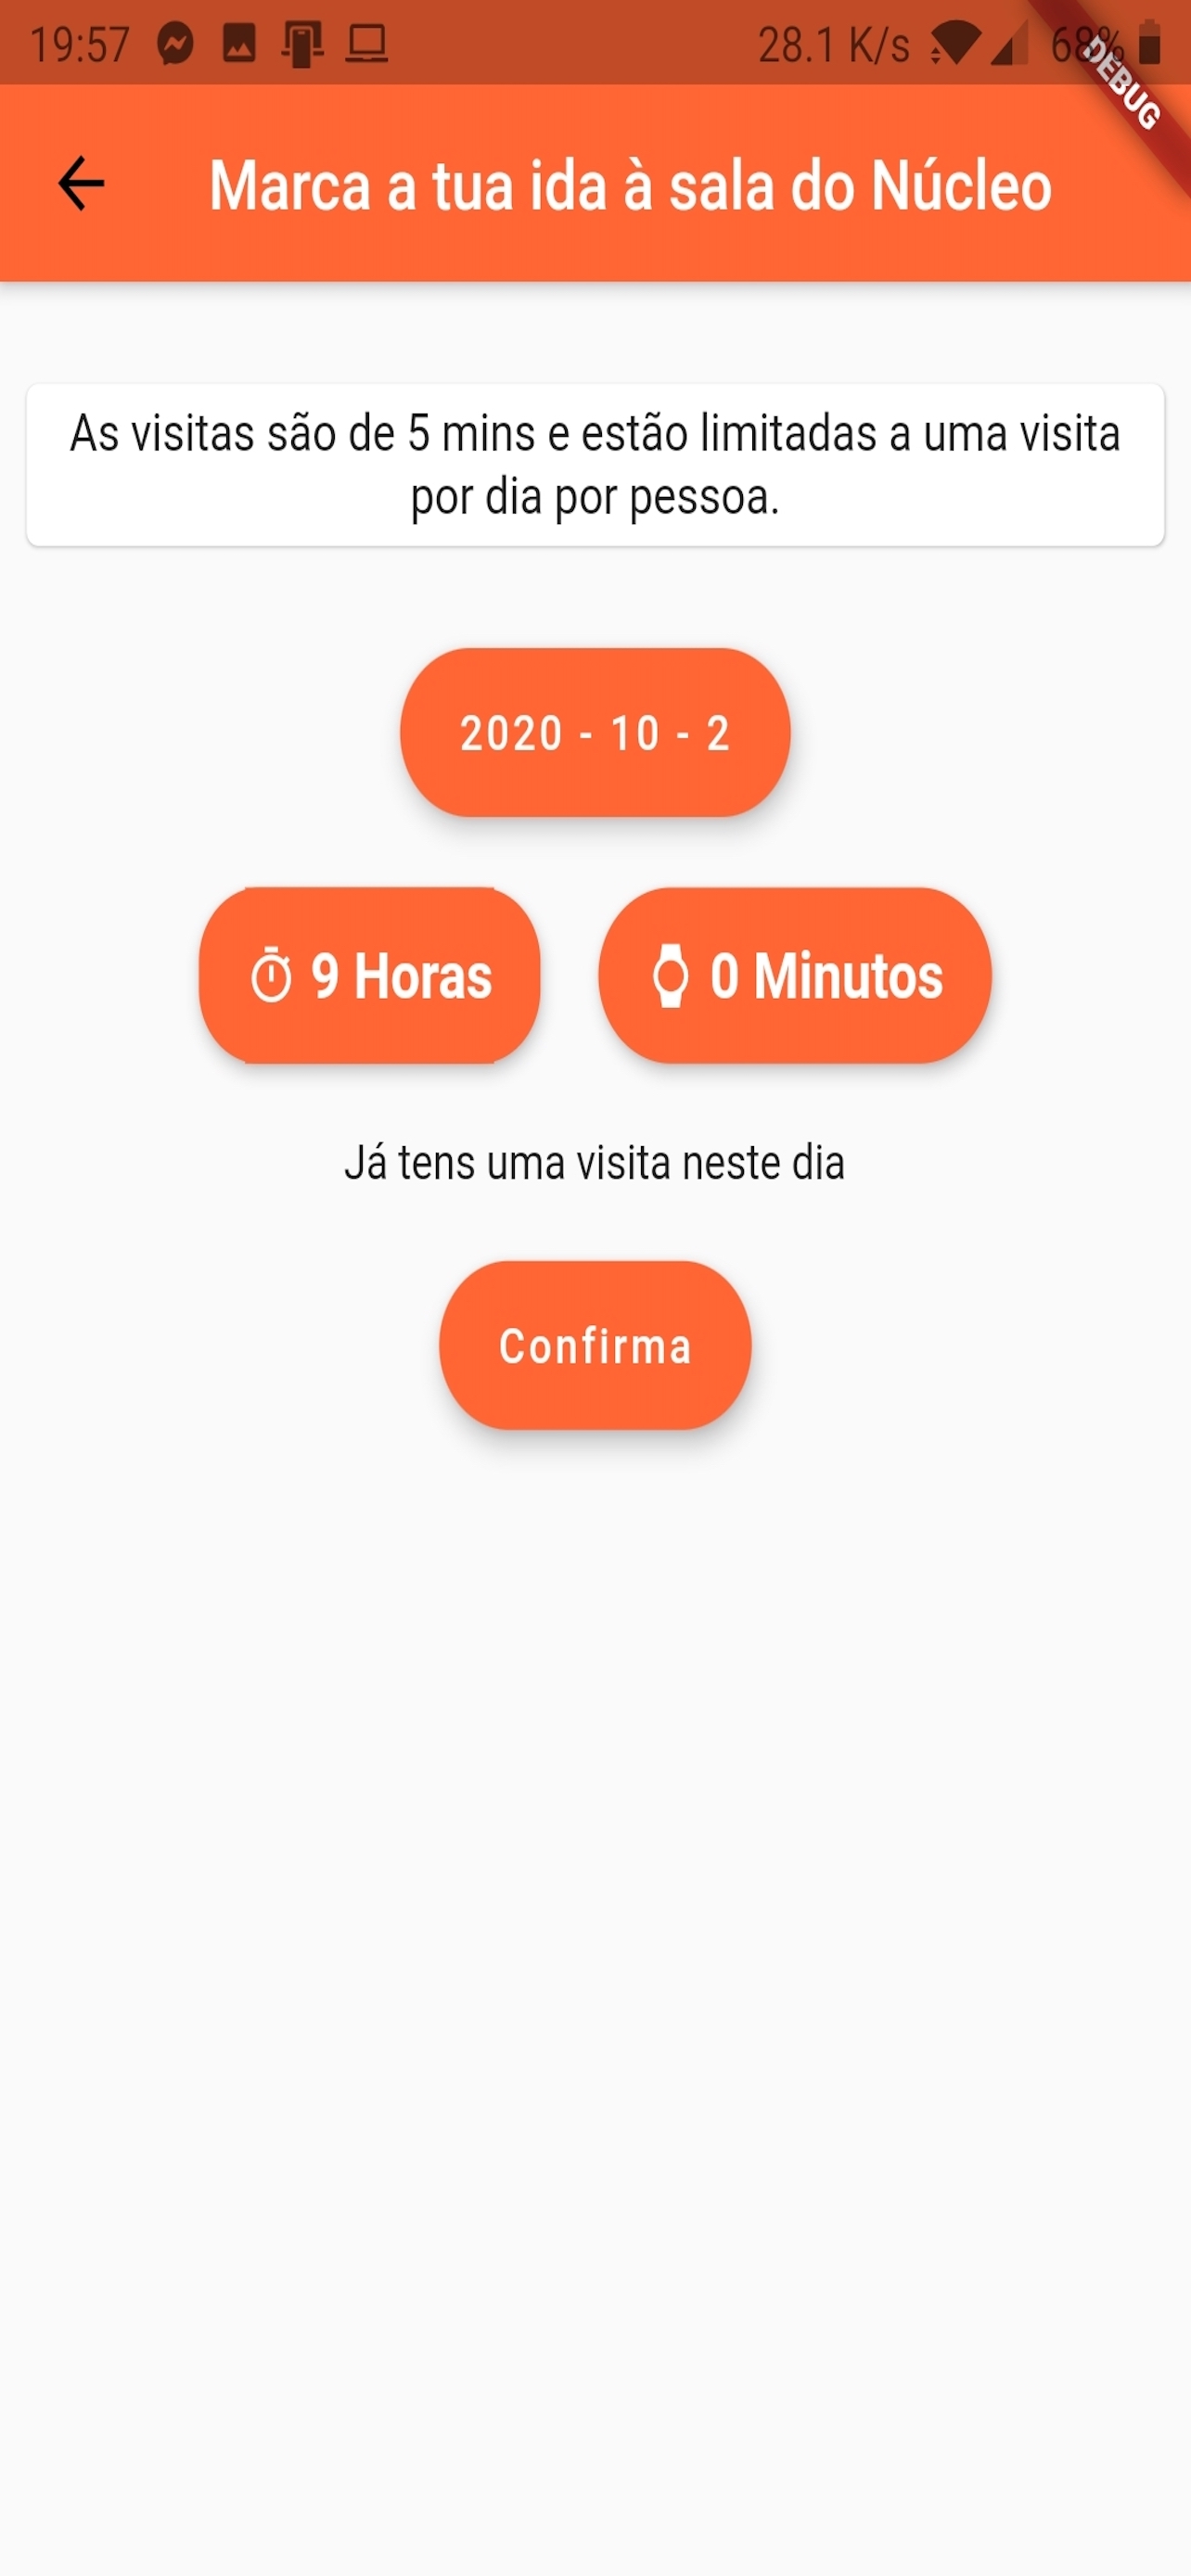 19:57 28.1 K/s 68%
DEBUG
Marca a tua ida à sala do Núcleo
As visitas são de 5 mins e estão limitadas a uma visita
por dia por pessoa.
2020 - 10 - 2
9 Horas 0 Minutos
Já tens uma visita neste dia
Confirma